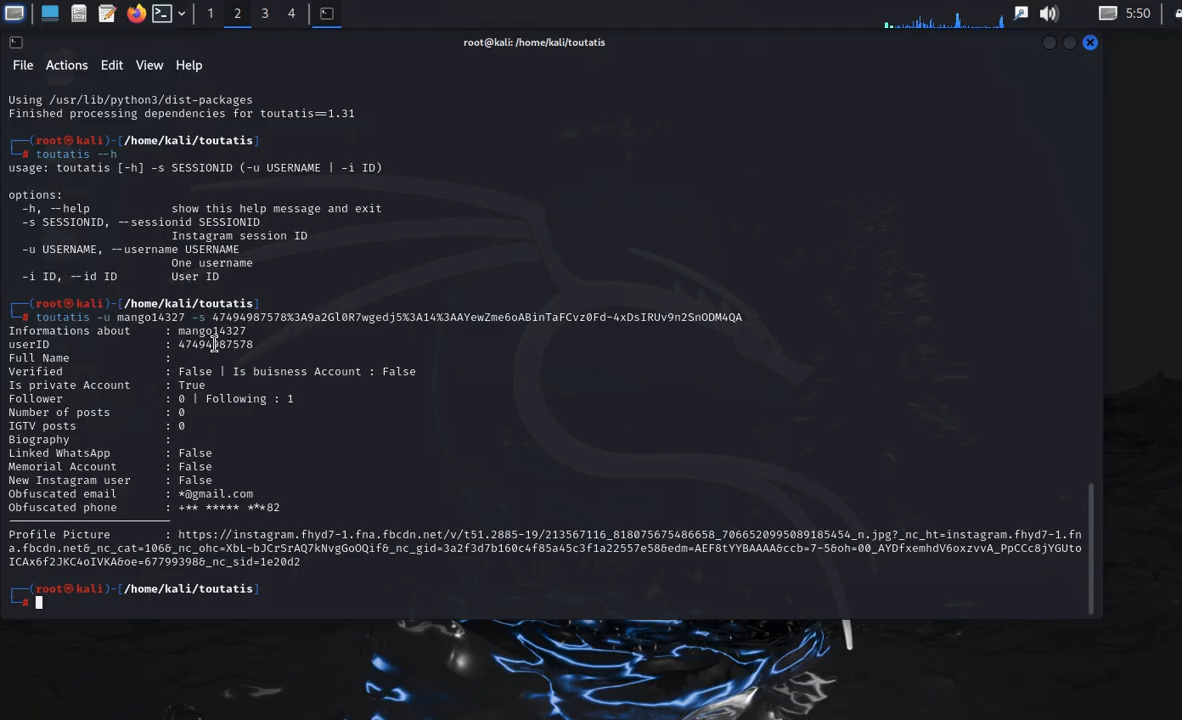 1 2 3 4 5:50
root@kali: /home/kali/toutatis
File Actions Edit View Help
Using /usr/lib/python3/dist-packages
Finished processing dependencies for toutatis==1.31
┌──(root㉿kali)-[/home/kali/toutatis]
└─# toutatis --h
usage: toutatis [-h] -s SESSIONID (-u USERNAME | -i ID)
options:
-h, --help show this help message and exit
-s SESSIONID, --sessionid SESSIONID
Instagram session ID
-u USERNAME, --username USERNAME
One username
-i ID, --id ID User ID
┌──(root㉿kali)-[/home/kali/toutatis]
└─# toutatis -u mango14327 -s 47494987578%3A9a2Gl0R7wgedj5%3A14%3AAYewZme6oABinTaFCvz0Fd-4xDsIRUv9n2SnODM4QA
Informations about : mango14327
userID : 47494987578
Full Name :
Verified : False | Is buisness Account : False
Is private Account : True
Follower : 0 | Following : 1
Number of posts : 0
IGTV posts : 0
Biography :
Linked WhatsApp : False
Memorial Account : False
New Instagram user : False
Obfuscated email : *@gmail.com
Obfuscated phone : +** ***** ***82
Profile Picture : https://instagram.fhyd7-1.fna.fbcdn.net/v/t51.2885-19/213567116_818075675486658_7066520995089185454_n.jpg?_nc_ht=instagram.fhyd7-1.fn
a.fbcdn.net&_nc_cat=106&_nc_ohc=XbL-bJCrSrAQ7kNvgGoOQif&_nc_gid=3a2f3d7b160c4f85a45c3f1a22557e58&edm=AEF8tYYBAAAA&ccb=7-5&oh=00_AYDfxemhdV6oxzvvA_PpCCc8jYGUto
ICAx6f2JKC4oIVKA&oe=67799398&_nc_sid=1e20d2
┌──(root㉿kali)-[/home/kali/toutatis]
└─#